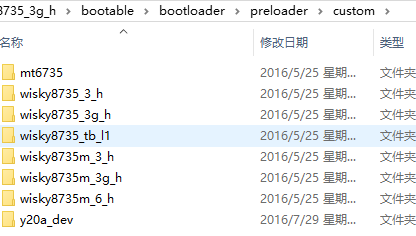 8735_3g_h > bootable > bootloader > preloader > custom >
名称 修改日期 类型
mt6735 2016/5/25 星期... 文件夹
wisky8735_3_h 2016/5/25 星期... 文件夹
wisky8735_3g_h 2016/5/25 星期... 文件夹
wisky8735_tb_l1 2016/5/25 星期... 文件夹
wisky8735m_3_h 2016/5/25 星期... 文件夹
wisky8735m_3g_h 2016/5/25 星期... 文件夹
wisky8735m_6_h 2016/5/25 星期... 文件夹
y20a_dev 2016/7/29 星期... 文件夹